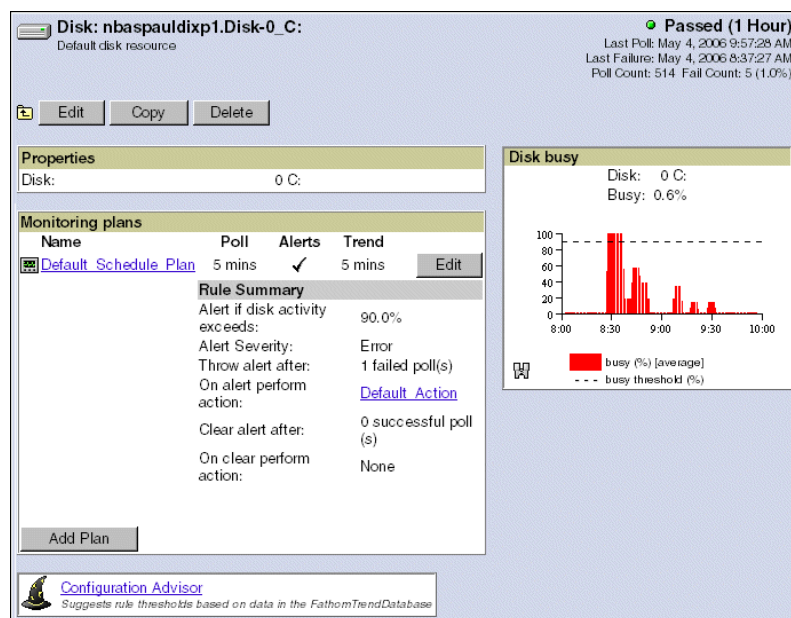 Disk: nbaspauldixp1.Disk-0_C:
Default disk resource
Passed (1 Hour)
Last Poll: May 4, 2006 9:57:28 AM
Last Failure: May 4, 2006 8:37:27 AM
Poll Count: 514 Fail Count: 5 (1.0%)
Edit Copy Delete
Properties
Disk: 0 C:
Monitoring plans
Name Poll Alerts Trend
Default_Schedule_Plan 5 mins ✓ 5 mins Edit
Rule Summary
Alert if disk activity
exceeds: 90.0%
Alert Severity: Error
Throw alert after: 1 failed poll(s)
On alert perform
action: Default_Action
Clear alert after: 0 successful poll
(s)
On clear perform
action: None
Add Plan
Configuration Advisor
Suggests rule thresholds based on data in the FathomTrendDatabase
Disk busy
Disk: 0 C:
Busy: 0.6%
100
80
60
40
20
0
8:00 8:30 9:00 9:30 10:00
busy (%) [average]
busy threshold (%)